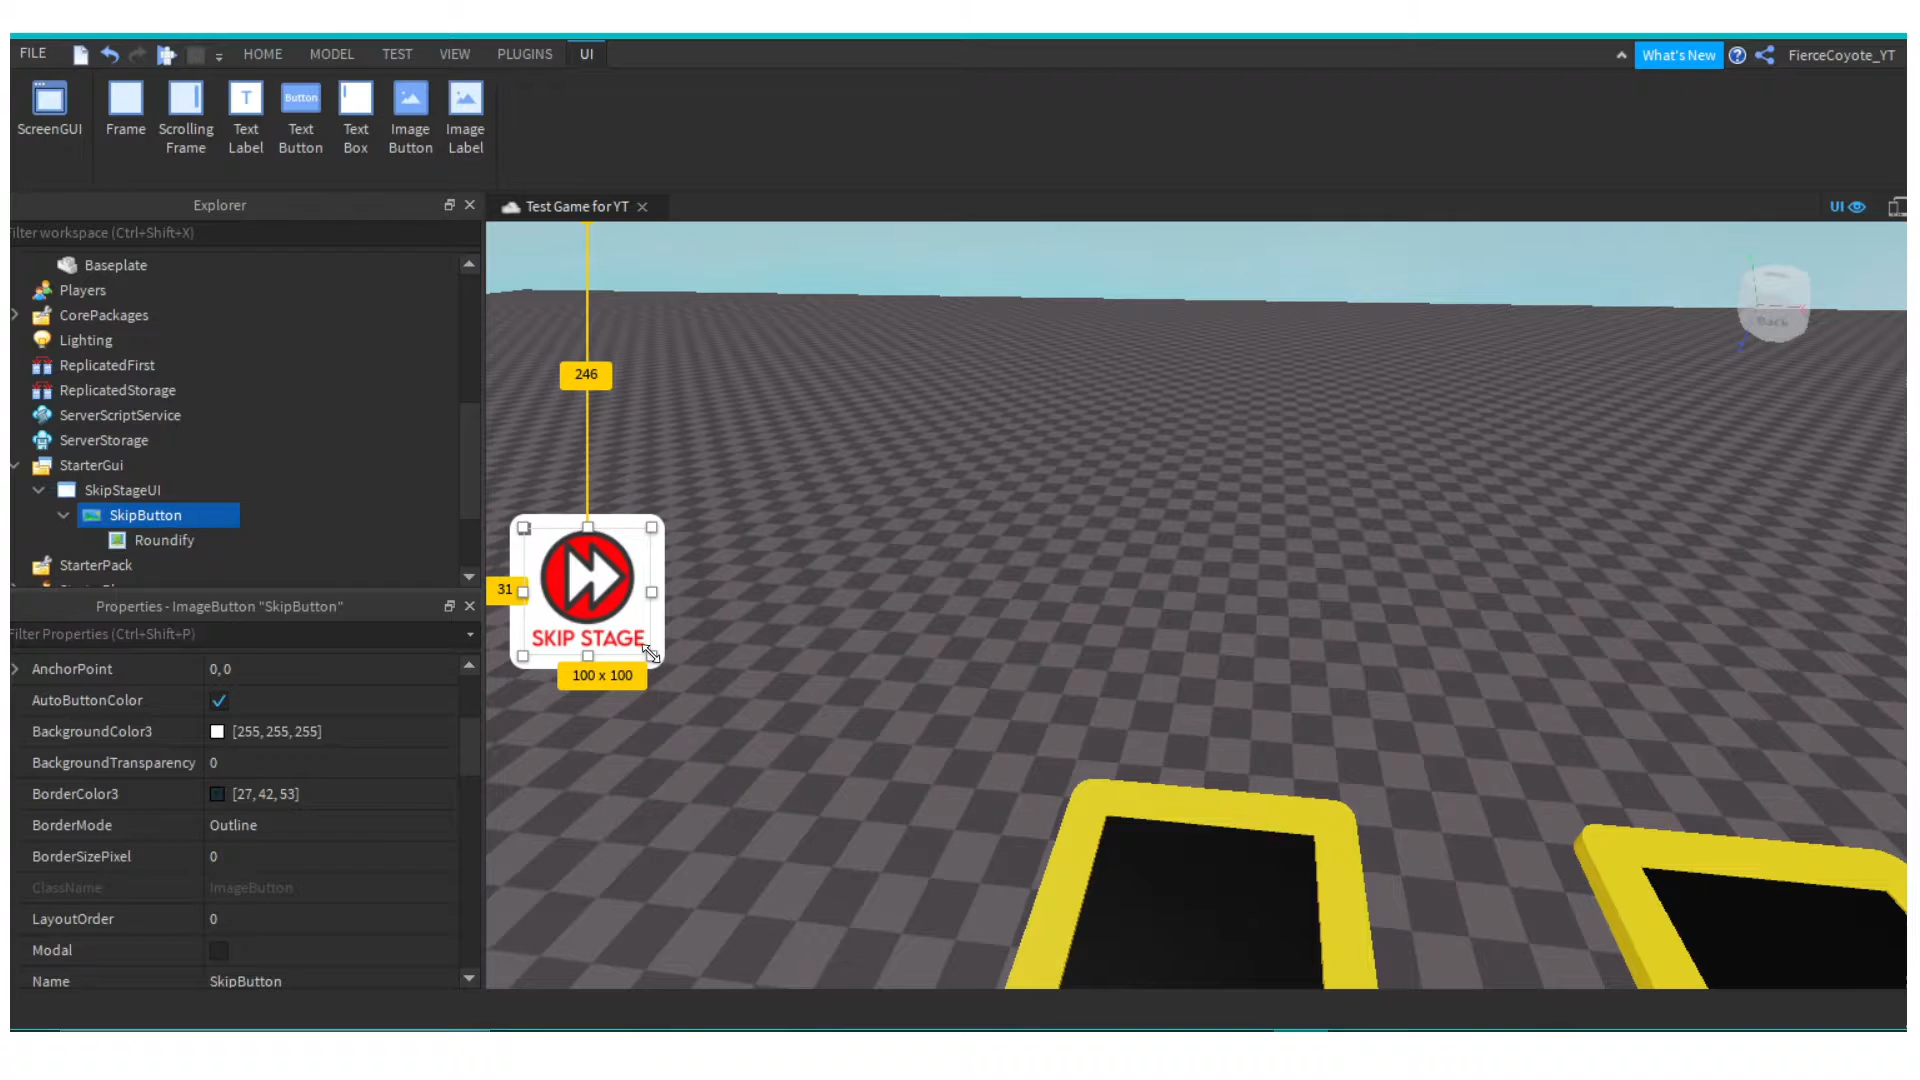 FILE HOME MODEL TEST VIEW PLUGINS UI What's New ? FierceCoyote_YT
ScreenGUI Frame Scrolling Frame T Text Label Button Text Button Text Box Image Button Image Label
Explorer
Test Game for YT
UI
ilter workspace (Ctrl+Shift+X)
Baseplate
Players
CorePackages
Lighting
ReplicatedFirst
ReplicatedStorage
ServerScriptService
ServerStorage
StarterGui
SkipStageUI
SkipButton
Roundify
StarterPack
Back
246
31
SKIP STAGE
100 x 100
Properties - ImageButton "SkipButton"
Filter Properties (Ctrl+Shift+P)
AnchorPoint 0,0
AutoButtonColor
BackgroundColor3 [255,255,255]
BackgroundTransparency 0
BorderColor3 [27,42,53]
BorderMode Outline
BorderSizePixel 0
ClassName ImageButton
LayoutOrder 0
Modal
Name SkipButton